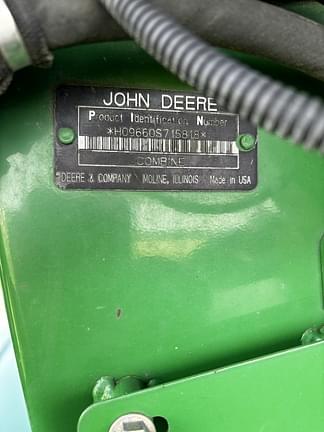 JOHN DEERE
Product Identification Number
*H09660S715818*
COMBINE
DEERE & COMPANY MOLINE, ILLINOIS Made in USA